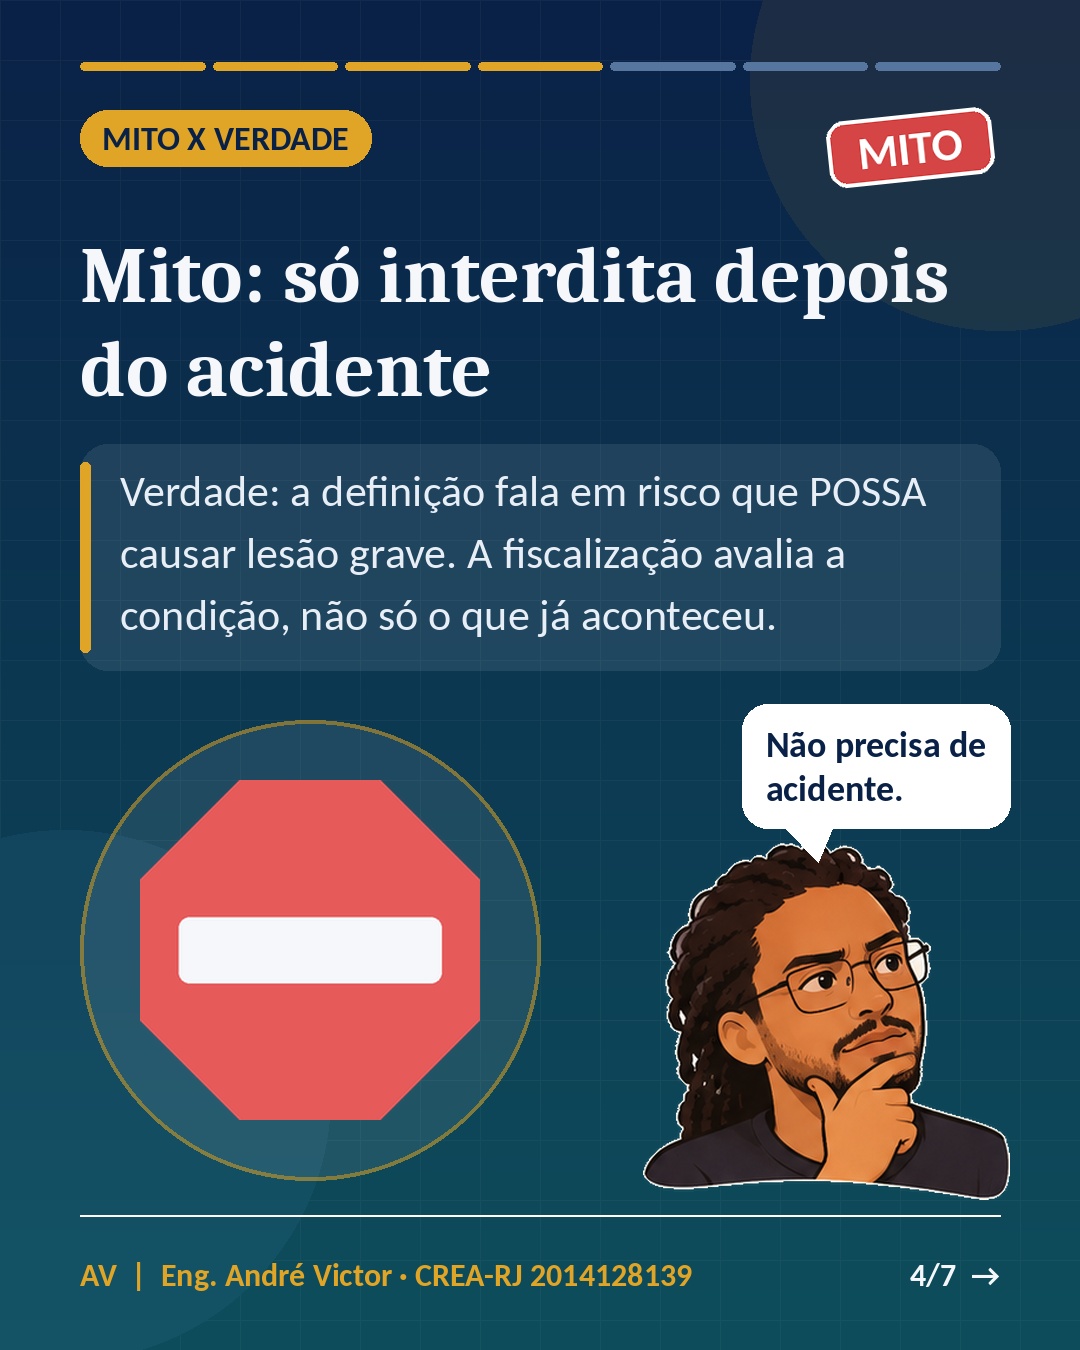 MITO X VERDADE
MITO
Mito: só interdita depois
do acidente
Verdade: a definição fala em risco que POSSA
causar lesão grave. A fiscalização avalia a
condição, não só o que já aconteceu.
Não precisa de
acidente.
AV | Eng. André Victor · CREA-RJ 2014128139
4/7 →